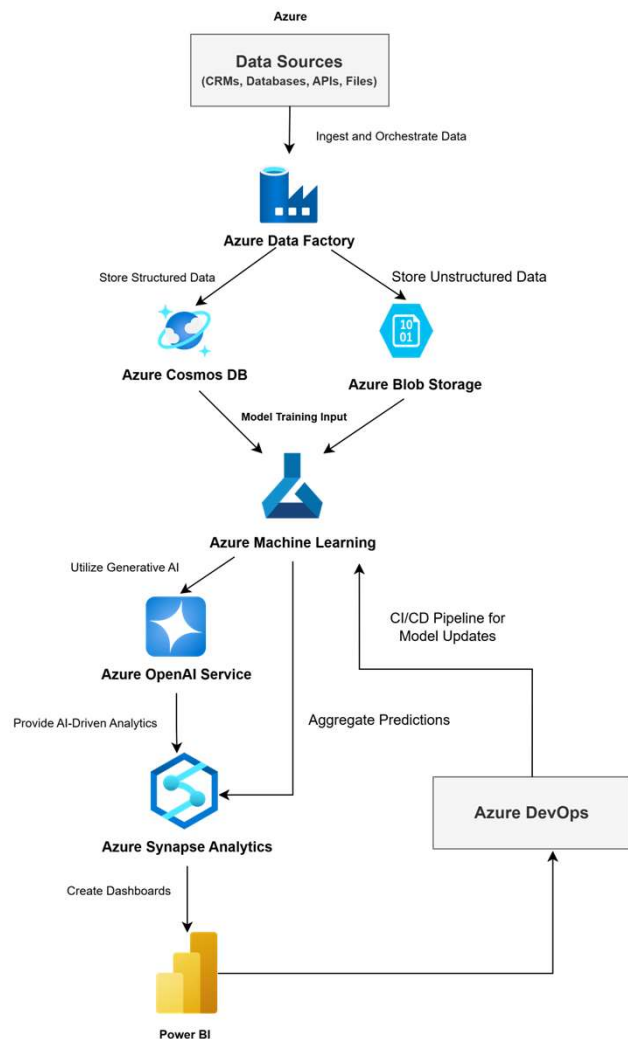 Azure
Data Sources
(CRMs, Databases, APIs, Files)
Ingest and Orchestrate Data
Azure Data Factory
Store Structured Data
Store Unstructured Data
10
01
Azure Cosmos DB
Azure Blob Storage
Model Training Input
Azure Machine Learning
Utilize Generative AI
CI/CD Pipeline for
Model Updates
Azure OpenAI Service
Provide AI-Driven Analytics
Aggregate Predictions
Azure DevOps
Azure Synapse Analytics
Create Dashboards
Power BI